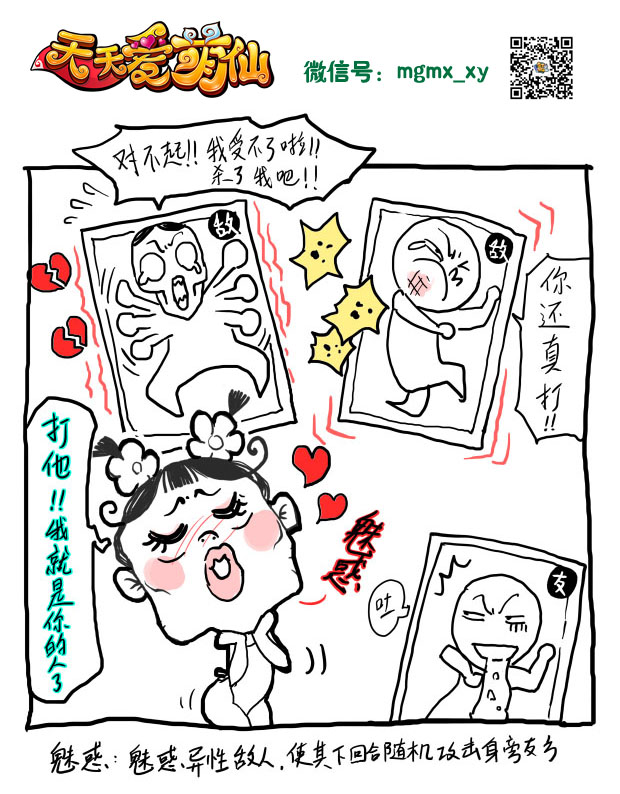 天天爱萌仙
微信号：mgmx_xy
对不起!! 我受不了啦!!
杀了我吧!!
敌
敌
你还真打!!
打他!!我就是你的人了
魅惑
友
吐
魅惑：魅惑异性敌人，使其下回合随机攻击身旁友方